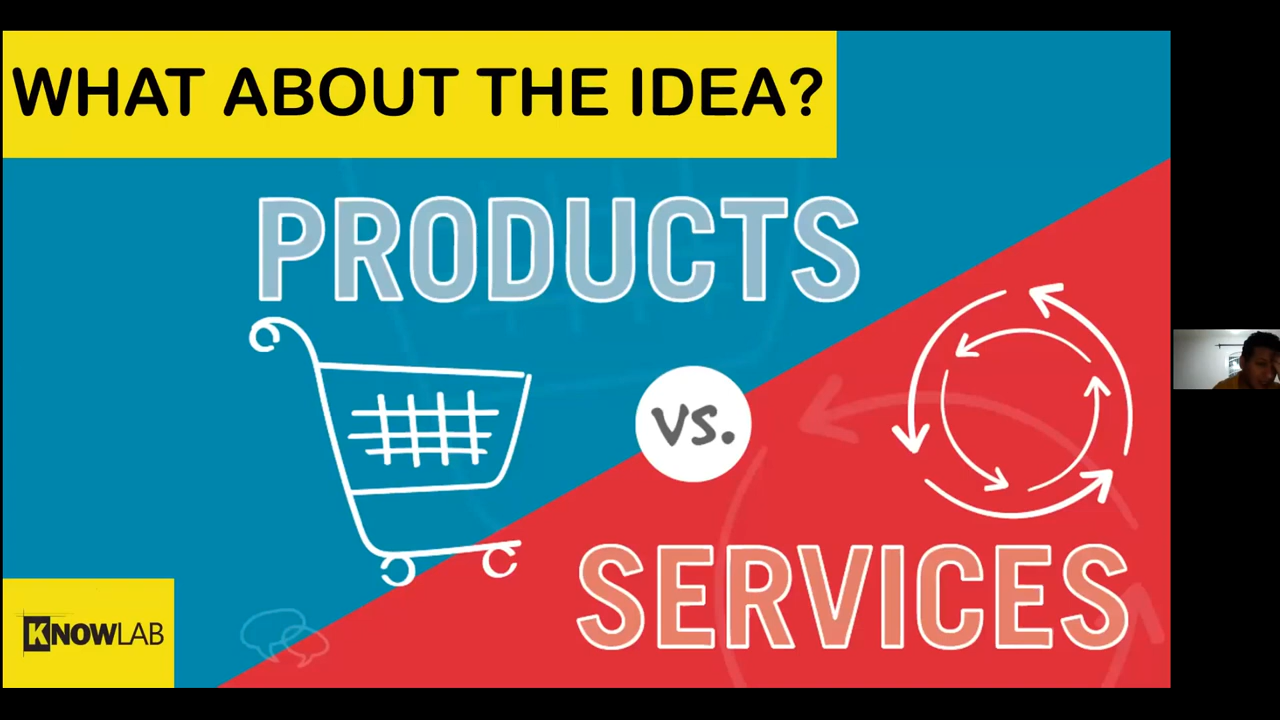 WHAT ABOUT THE IDEA?
PRODUCTS
VS.
SERVICES
KNOWLAB